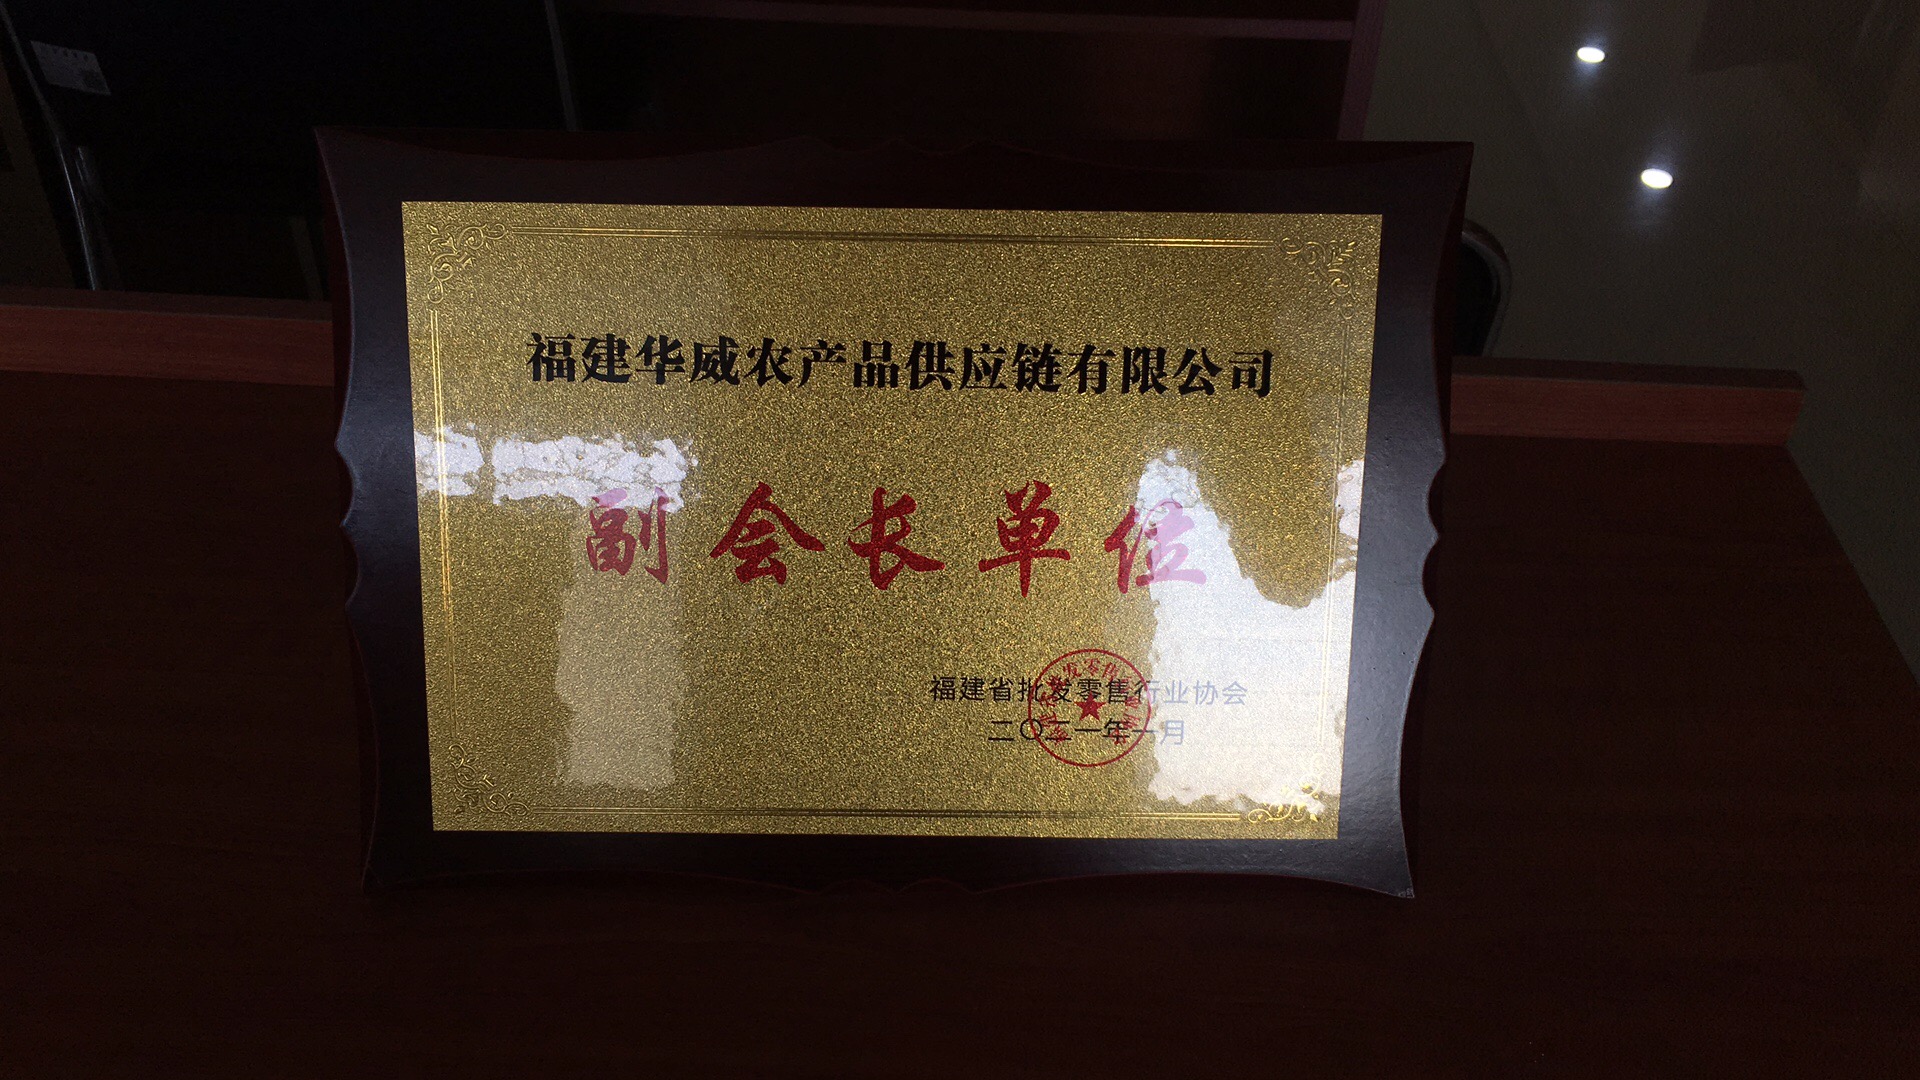 福建华威农产品供应链有限公司
副会长单位
福建省批发零售行业协会
二〇二一年一月